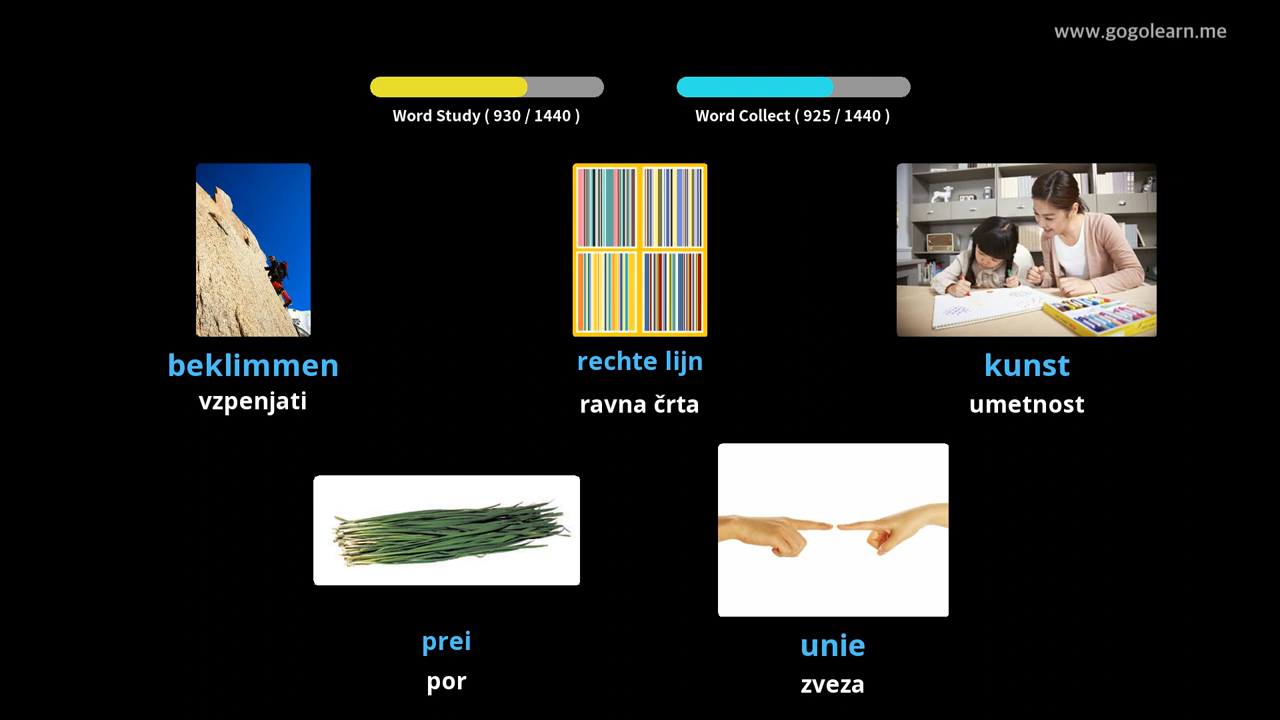 www.gogolearn.me
Word Study ( 930 / 1440 )
Word Collect ( 925 / 1440 )
beklimmen
vzpenjati
rechte lijn
ravna črta
kunst
umetnost
prei
por
unie
zveza